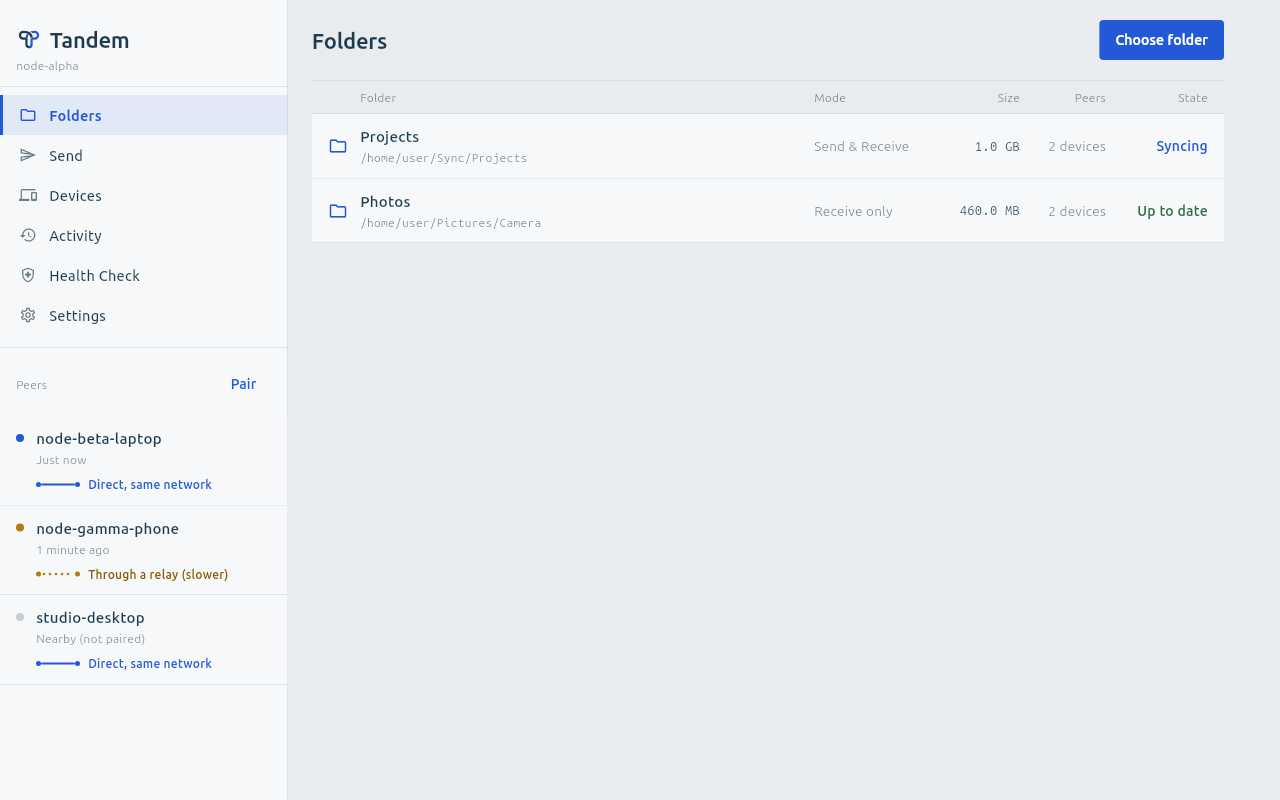 Tandem
node-alpha
Folders
Send
Devices
Activity
Health Check
Settings
Peers Pair
node-beta-laptop
Just now
Direct, same network
node-gamma-phone
1 minute ago
Through a relay (slower)
studio-desktop
Nearby (not paired)
Direct, same network
Folders Choose folder
Folder Mode Size Peers State
Projects
/home/user/Sync/Projects
Send & Receive 1.0 GB 2 devices Syncing
Photos
/home/user/Pictures/Camera
Receive only 460.0 MB 2 devices Up to date